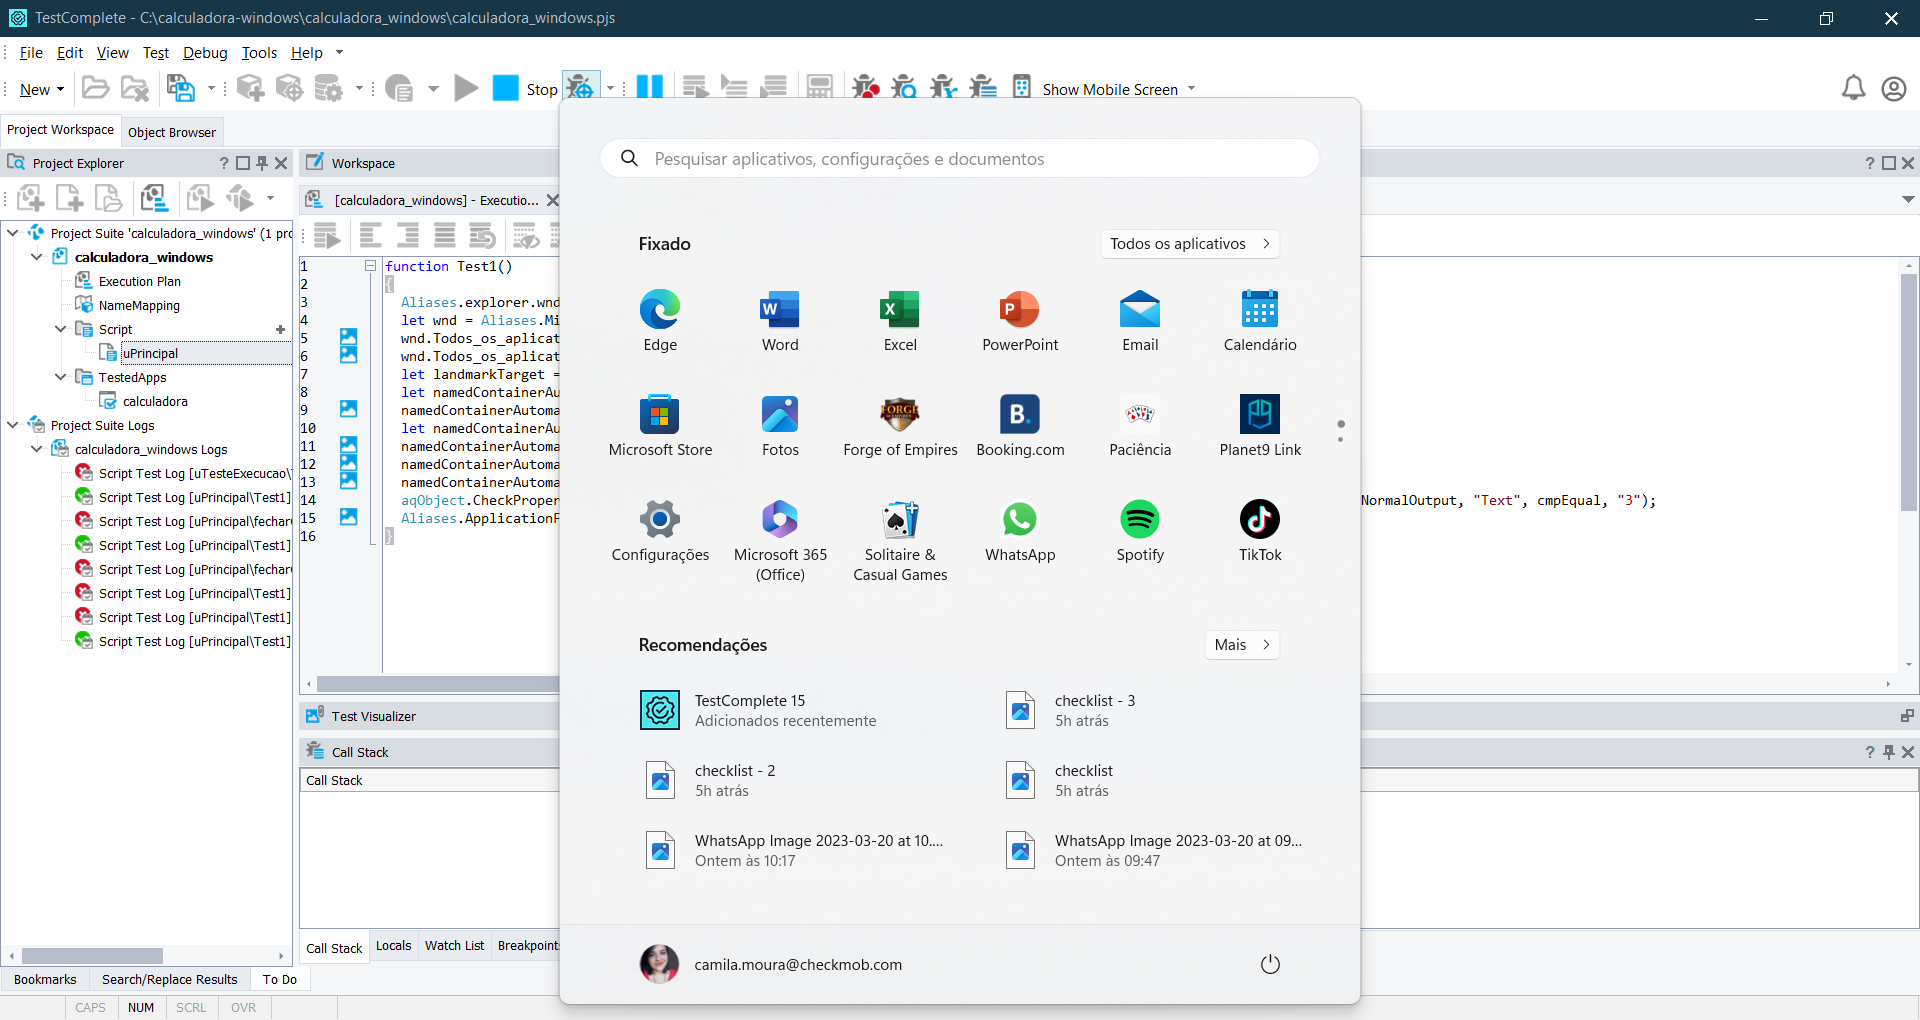 TestComplete - C:\calculadora-windows\calculadora_windows\calculadora_windows.pjs
File Edit View Test Debug Tools Help
New
Stop
Show Mobile Screen
Project Workspace
Object Browser
Project Explorer
Workspace
[calculadora_windows] - Executio...
Project Suite 'calculadora_windows' (1 pro
calculadora_windows
Execution Plan
NameMapping
Script
uPrincipal
TestedApps
calculadora
Project Suite Logs
calculadora_windows Logs
Script Test Log [uTesteExecucao\
Script Test Log [uPrincipal\Test1]
Script Test Log [uPrincipal\fechar
Script Test Log [uPrincipal\Test1]
Script Test Log [uPrincipal\fechar
Script Test Log [uPrincipal\Test1]
Script Test Log [uPrincipal\Test1]
Script Test Log [uPrincipal\Test1]
1 function Test1()
2 {
3 Aliases.explorer.wnd
4 let wnd = Aliases.Mi
5 wnd.Todos_os_aplicat
6 wnd.Todos_os_aplicat
7 let landmarkTarget =
8 let namedContainerAu
9 namedContainerAutoma
10 let namedContainerAu
11 namedContainerAutoma
12 namedContainerAutoma
13 namedContainerAutoma
14 aqObject.CheckProper
NormalOutput, "Text", cmpEqual, "3");
15 Aliases.ApplicationF
16 }
Test Visualizer
Call Stack
Call Stack
Call Stack Locals Watch List Breakpoint
Bookmarks Search/Replace Results To Do
CAPS NUM SCRL OVR
Pesquisar aplicativos, configurações e documentos
Fixado
Todos os aplicativos
Edge
Word
Excel
PowerPoint
Email
Calendário
Microsoft Store
Fotos
Forge of Empires
Booking.com
Paciência
Planet9 Link
Configurações
Microsoft 365
(Office)
Solitaire &
Casual Games
WhatsApp
Spotify
TikTok
Recomendações
Mais
TestComplete 15
Adicionados recentemente
checklist - 3
5h atrás
checklist - 2
5h atrás
checklist
5h atrás
WhatsApp Image 2023-03-20 at 10....
Ontem às 10:17
WhatsApp Image 2023-03-20 at 09...
Ontem às 09:47
camila.moura@checkmob.com